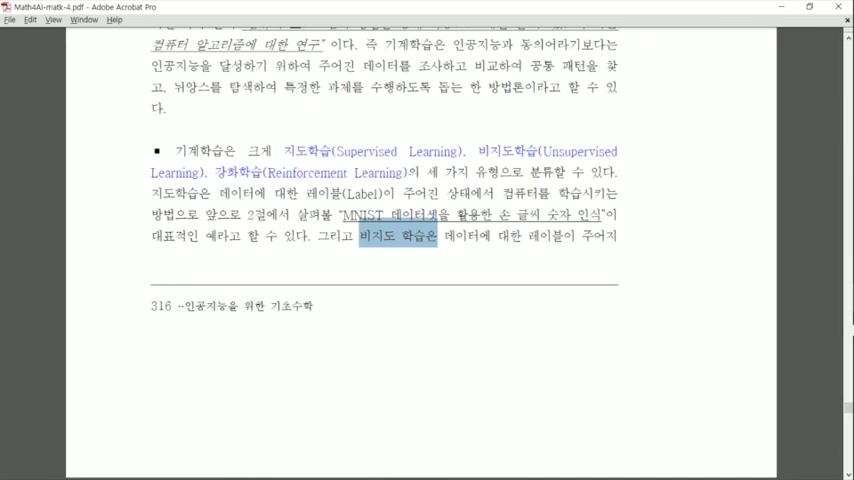 Math4AI-matk-4.pdf - Adobe Acrobat Pro
File Edit View Window Help
컴퓨터 알고리즘에 대한 연구” 이다. 즉 기계학습은 인공지능과 동의어라기보다는
인공지능을 달성하기 위하여 주어진 데이터를 조사하고 비교하여 공통 패턴을 찾
고, 뉘앙스를 탐색하여 특정한 과제를 수행하도록 돕는 한 방법론이라고 할 수 있
다.
■ 기계학습은 크게 지도학습(Supervised Learning), 비지도학습(Unsupervised
Learning), 강화학습(Reinforcement Learning)의 세 가지 유형으로 분류할 수 있다.
지도학습은 데이터에 대한 레이블(Label)이 주어진 상태에서 컴퓨터를 학습시키는
방법으로 앞으로 2절에서 살펴볼 “MNIST 데이터셋을 활용한 손 글씨 숫자 인식”이
대표적인 예라고 할 수 있다. 그리고 비지도 학습은 데이터에 대한 레이블이 주어지
316 ··인공지능을 위한 기초수학